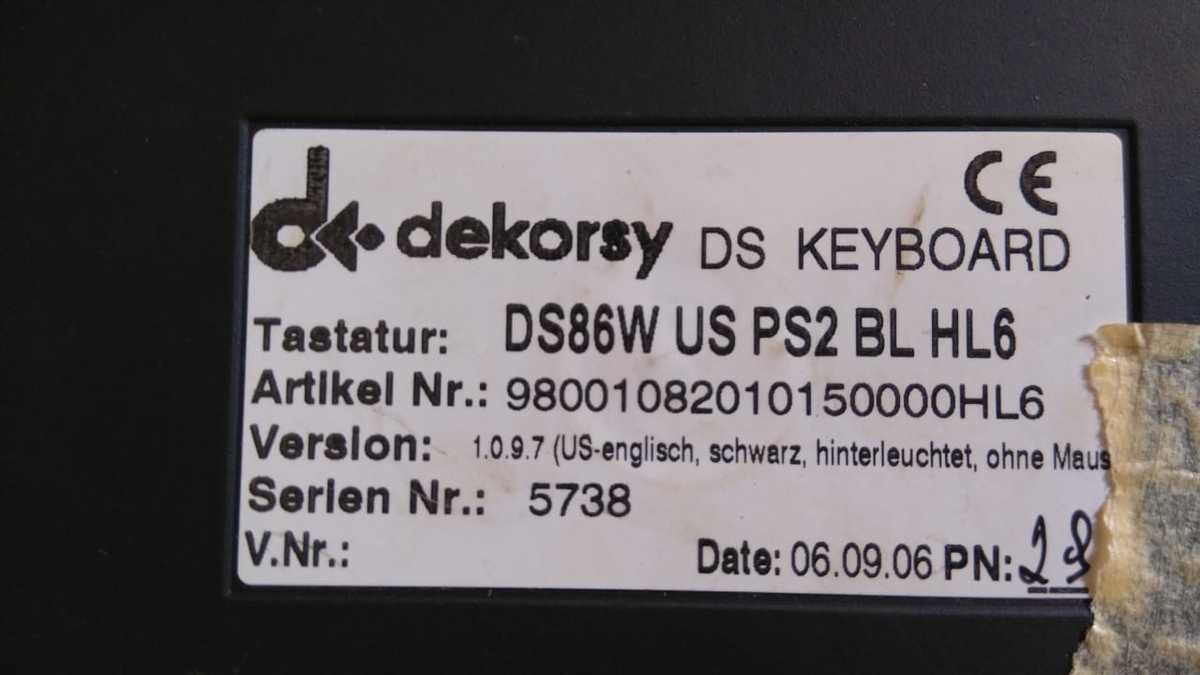 dekorsy DS KEYBOARD CE
Tastatur: DS86W US PS2 BL HL6
Artikel Nr.: 98001082010150000HL6
Version: 1.0.9.7 (US-englisch, schwarz, hinterleuchtet, ohne Maus
Serien Nr.: 5738
V.Nr.: Date: 06.09.06 PN: